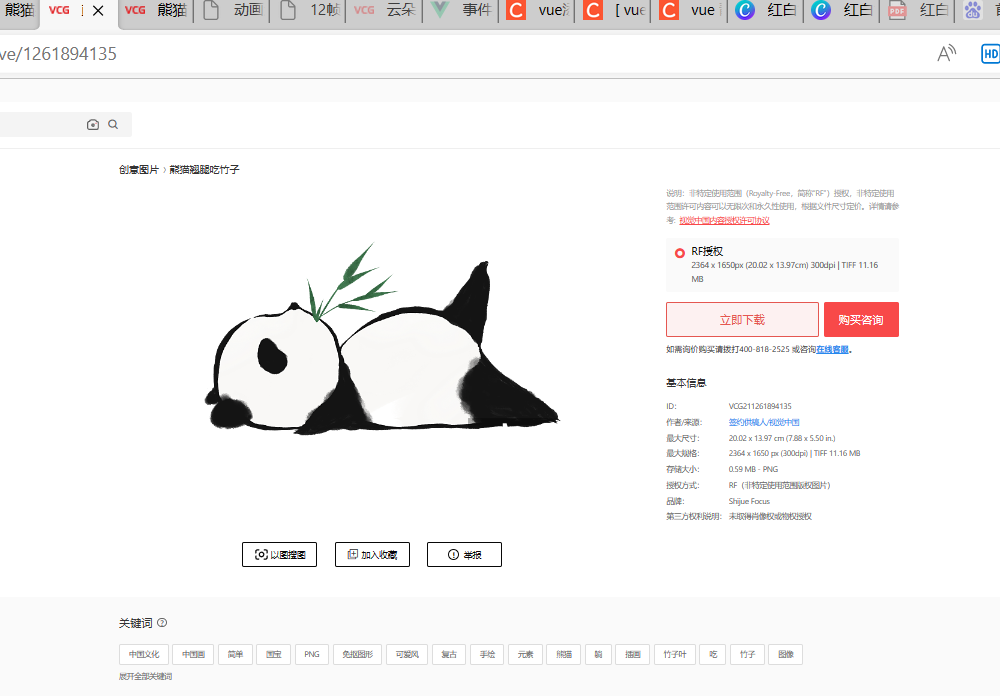 熊猫 VCG VCG 熊猫 动画 12帧 VCG 云朵 事件 vue [ vue vue 红白 红白 PDF 红白
ve/1261894135
HD
创意图片 › 熊猫翘腿吃竹子
说明: 非特定使用范围（Royalty-Free，简称“RF”）授权，非特定使用
范围许可内容可以无限次和永久性使用，根据文件尺寸定价。详情请参
考: 视觉中国内容授权许可协议
RF授权
2364 x 1650px (20.02 x 13.97cm) 300dpi | TIFF 11.16
MB
立即下载 购买咨询
如需询价购买请拨打400-818-2525 或咨询在线客服。
基本信息
ID: VCG211261894135
作者/来源: 签约供稿人/视觉中国
最大尺寸: 20.02 x 13.97 cm (7.88 x 5.50 in.)
最大规格: 2364 x 1650 px (300dpi) | TIFF 11.16 MB
存储大小: 0.59 MB - PNG
授权方式: RF（非特定使用范围版权图片）
品牌: Shijue Focus
第三方权利说明: 未取得肖像权或物权授权
以图搜图 加入收藏 举报
关键词
中国文化 中国画 简单 国宝 PNG 免抠图形 可爱风 复古 手绘 元素 熊猫 躺 插画 竹子叶 吃 竹子 图像
展开全部关键词